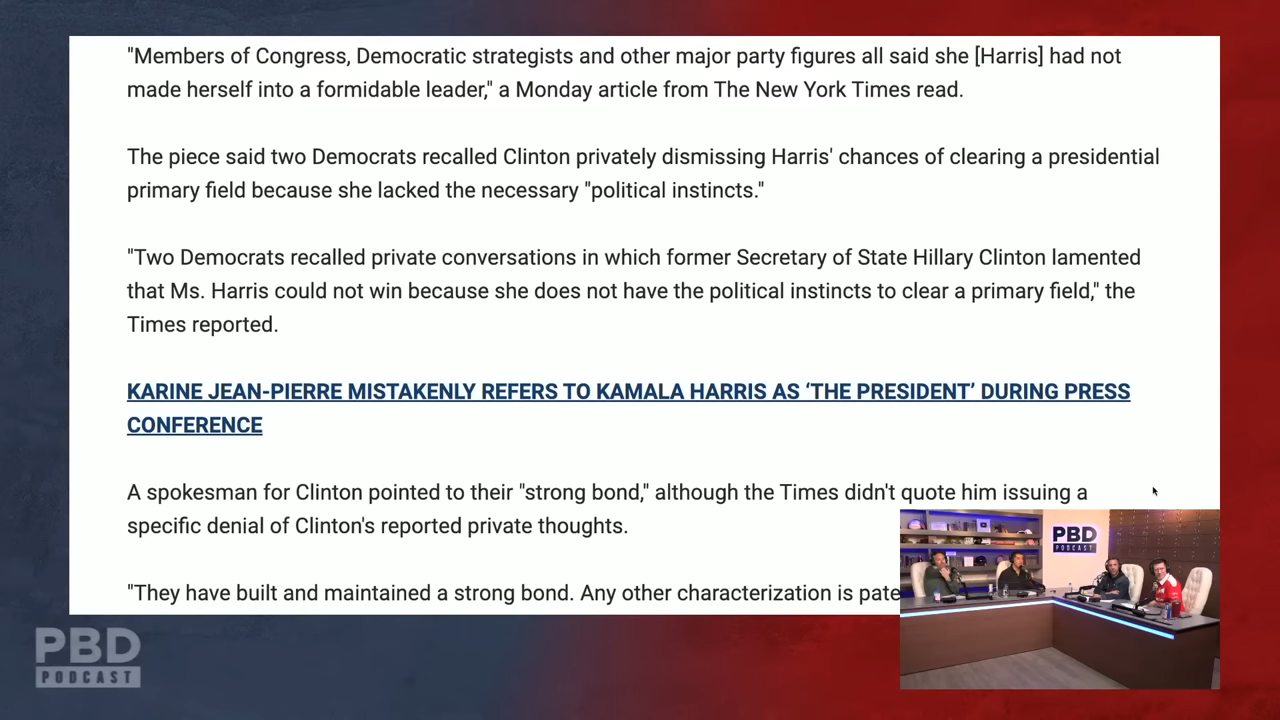 "Members of Congress, Democratic strategists and other major party figures all said she [Harris] had not
made herself into a formidable leader," a Monday article from The New York Times read.
The piece said two Democrats recalled Clinton privately dismissing Harris' chances of clearing a presidential
primary field because she lacked the necessary "political instincts."
"Two Democrats recalled private conversations in which former Secretary of State Hillary Clinton lamented
that Ms. Harris could not win because she does not have the political instincts to clear a primary field," the
Times reported.
KARINE JEAN-PIERRE MISTAKENLY REFERS TO KAMALA HARRIS AS ‘THE PRESIDENT’ DURING PRESS
CONFERENCE
A spokesman for Clinton pointed to their "strong bond," although the Times didn't quote him issuing a
specific denial of Clinton's reported private thoughts.
"They have built and maintained a strong bond. Any other characterization is pate
PBD
PODCAST
PBD
PODCAST